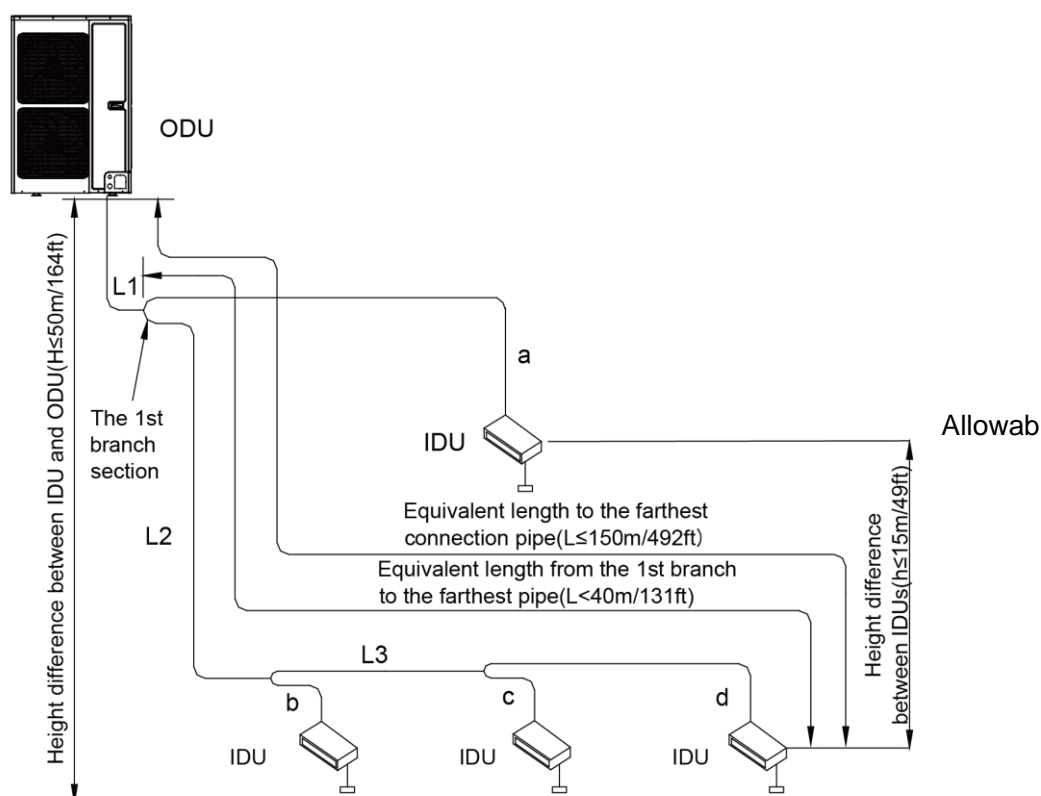 ODU
Height difference between IDU and ODU(H≤50m/164ft)
L1
a
The 1st
branch
section
IDU
Allowab
Equivalent length to the farthest
connection pipe(L≤150m/492ft)
L2
Equivalent length from the 1st branch
to the farthest pipe(L<40m/131ft)
Height difference
between IDUs(h≤15m/49ft)
L3
b
c
d
IDU
IDU
IDU